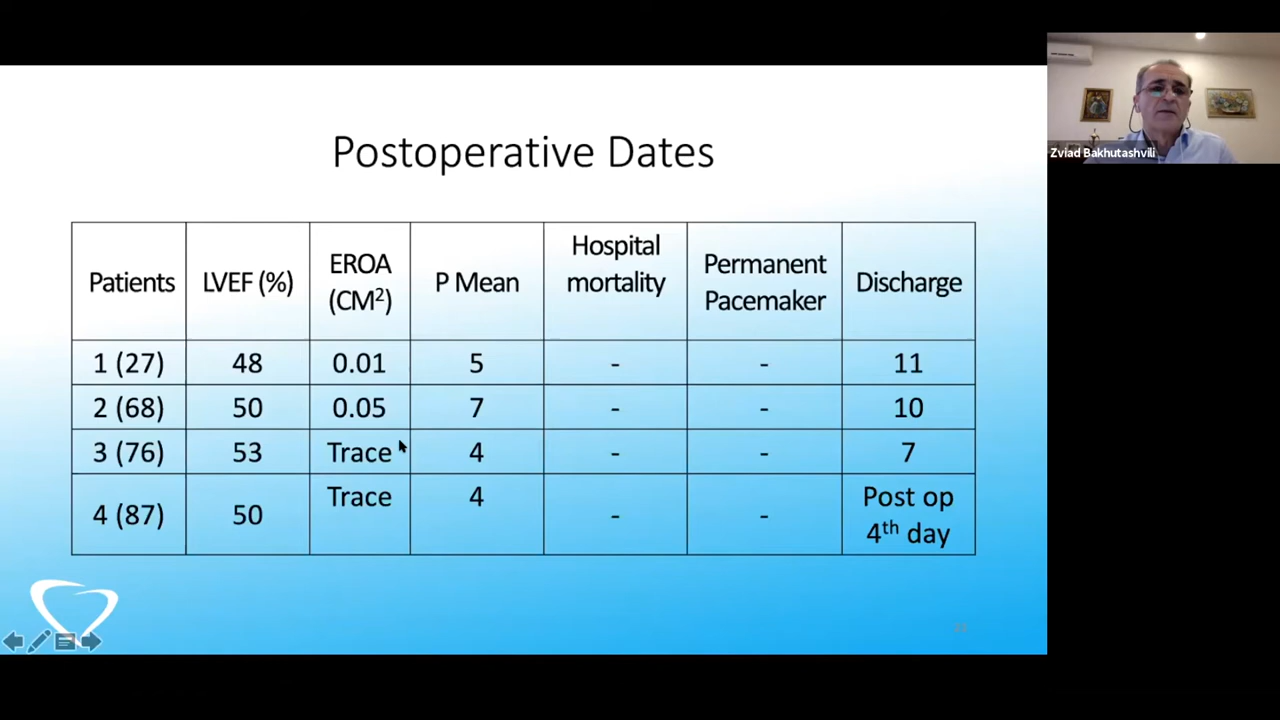 Zviad Bakhutashvili
Postoperative Dates
Patients LVEF (%) EROA (CM²) P Mean Hospital mortality Permanent Pacemaker Discharge
1 (27) 48 0.01 5 - - 11
2 (68) 50 0.05 7 - - 10
3 (76) 53 Trace 4 - - 7
4 (87) 50 Trace 4 - - Post op 4th day